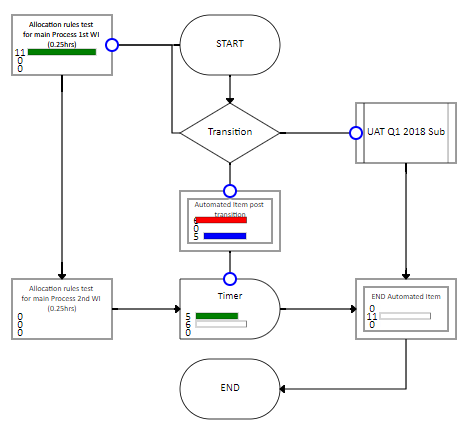 Allocation rules test
for main Process 1st WI
(0.25hrs)
11
0
0
START
Transition
UAT Q1 2018 Sub
Automated Item post
transition
0
5
Allocation rules test
for main Process 2nd WI
(0.25hrs)
0
0
0
Timer
5
6
0
END Automated Item
0
11
0
END